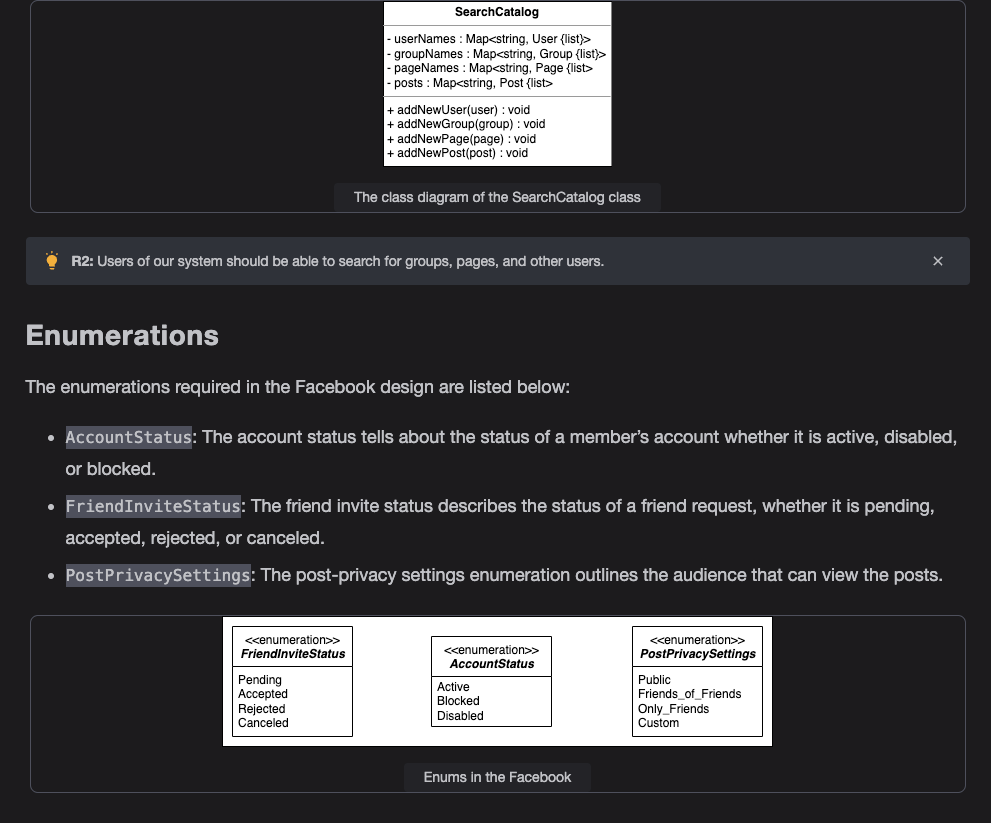 SearchCatalog
- userNames : Map<string, User {list}>
- groupNames : Map<string, Group {list}>
- pageNames : Map<string, Page {list>
- posts : Map<string, Post {list>
+ addNewUser(user) : void
+ addNewGroup(group) : void
+ addNewPage(page) : void
+ addNewPost(post) : void
The class diagram of the SearchCatalog class
R2: Users of our system should be able to search for groups, pages, and other users.
Enumerations
The enumerations required in the Facebook design are listed below:
• AccountStatus: The account status tells about the status of a member’s account whether it is active, disabled,
or blocked.
• FriendInviteStatus: The friend invite status describes the status of a friend request, whether it is pending,
accepted, rejected, or canceled.
• PostPrivacySettings: The post-privacy settings enumeration outlines the audience that can view the posts.
<<enumeration>>
FriendInviteStatus
Pending
Accepted
Rejected
Canceled
<<enumeration>>
AccountStatus
Active
Blocked
Disabled
<<enumeration>>
PostPrivacySettings
Public
Friends_of_Friends
Only_Friends
Custom
Enums in the Facebook